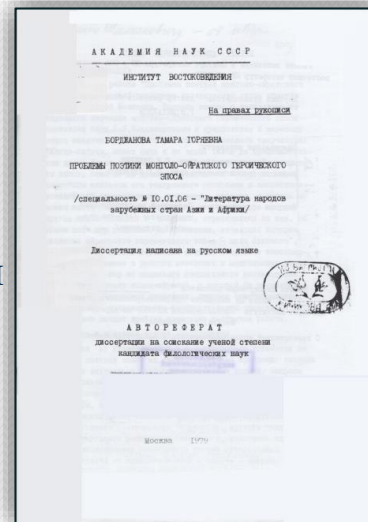 АКАДЕМИЯ НАУК СССР
ИНСТИТУТ ВОСТОКОВЕДЕНИЯ
На правах рукописи
БОРДЖАНОВА ТАМАРА ГОРЯЕВНА
ПРОБЛЕМЫ ПОЭТИКИ МОНГОЛО-ОЙРАТСКОГО ГЕРОИЧЕСКОГО
ЭПОСА
/специальность № 10.01.06 – "Литература народов
зарубежных стран Азии и Африки/
Диссертация написана на русском языке
АВТОРЕФЕРАТ
диссертации на соискание ученой степени
кандидата филологических наук
Москва 1979